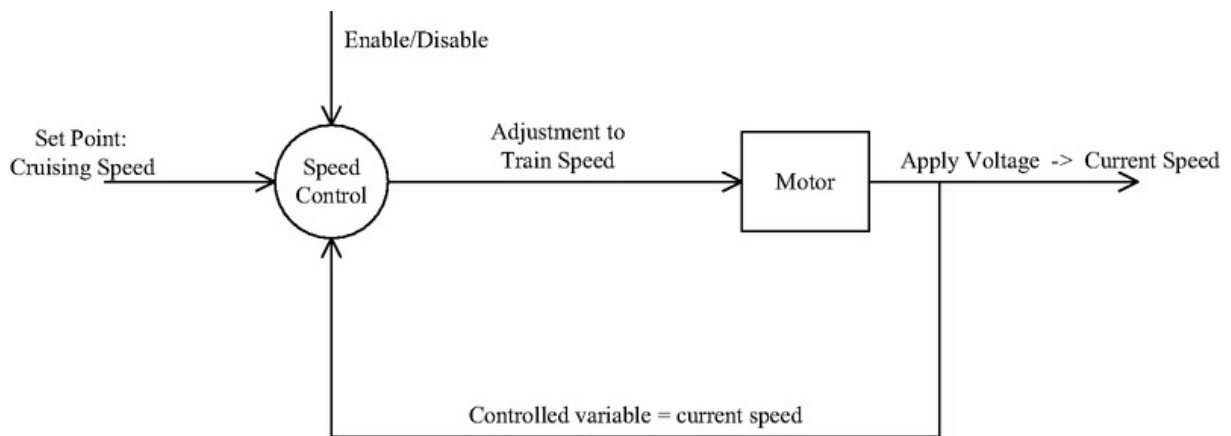 Enable/Disable
Set Point:
Cruising Speed
Speed
Control
Adjustment to
Train Speed
Motor
Apply Voltage -> Current Speed
Controlled variable = current speed